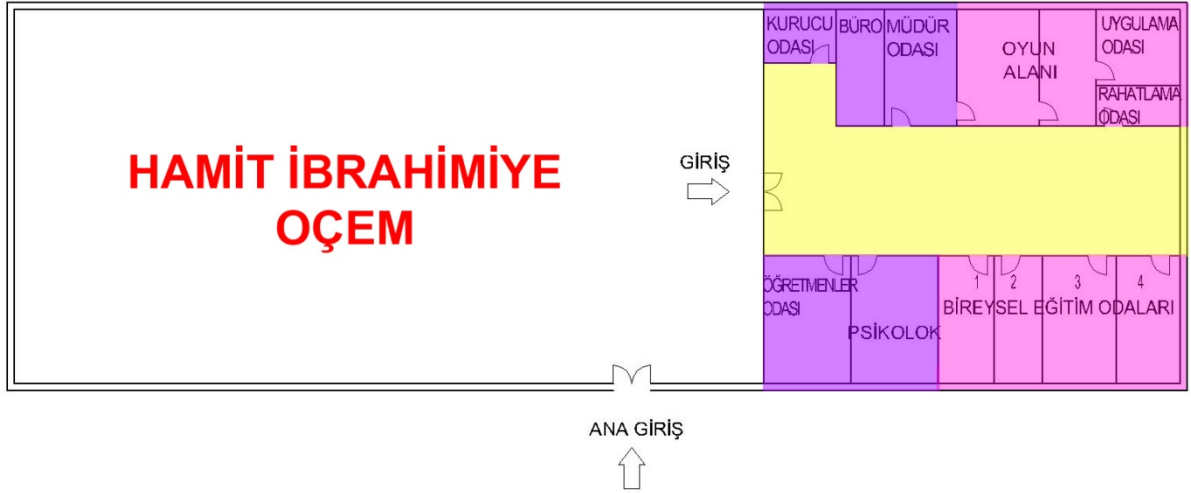 KURUCU
ODASI
BÜRO
MÜDÜR
ODASI
OYUN
ALANI
UYGULAMA
ODASI
RAHATLAMA
ODASI
HAMİT İBRAHİMİYE
OÇEM
GİRİŞ
ÖĞRETMENLER
ODASI
PSİKOLOK
1 2 3 4
BİREYSEL EĞİTİM ODALARI
ANA GİRİŞ